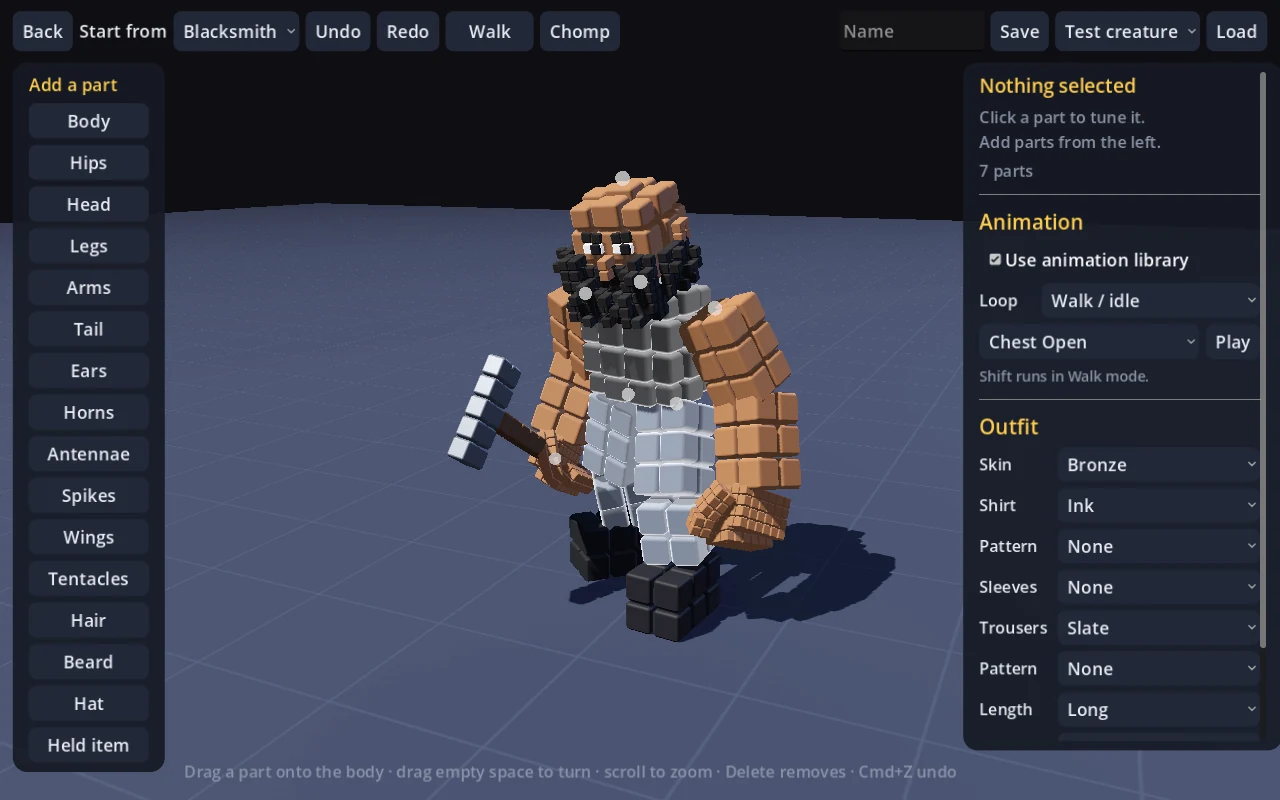 Back Start from Blacksmith Undo Redo Walk Chomp Name Save Test creature Load
Add a part
Body
Hips
Head
Legs
Arms
Tail
Ears
Horns
Antennae
Spikes
Wings
Tentacles
Hair
Beard
Hat
Held item
Nothing selected
Click a part to tune it.
Add parts from the left.
7 parts
Animation
Use animation library
Loop Walk / idle
Chest Open Play
Shift runs in Walk mode.
Outfit
Skin Bronze
Shirt Ink
Pattern None
Sleeves None
Trousers Slate
Pattern None
Length Long
Drag a part onto the body · drag empty space to turn · scroll to zoom · Delete removes · Cmd+Z undo